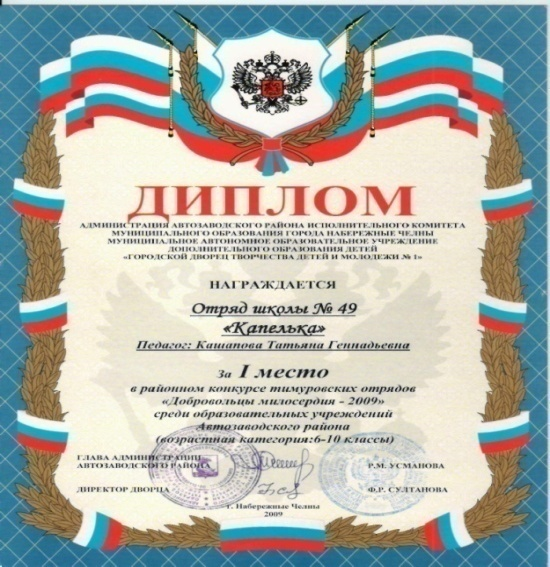 ДИПЛОМ
АДМИНИСТРАЦИЯ АВТОЗАВОДСКОГО РАЙОНА ИСПОЛНИТЕЛЬНОГО КОМИТЕТА
МУНИЦИПАЛЬНОГО ОБРАЗОВАНИЯ ГОРОДА НАБЕРЕЖНЫЕ ЧЕЛНЫ
МУНИЦИПАЛЬНОЕ АВТОНОМНОЕ ОБРАЗОВАТЕЛЬНОЕ УЧРЕЖДЕНИЕ
ДОПОЛНИТЕЛЬНОГО ОБРАЗОВАНИЯ ДЕТЕЙ
«ГОРОДСКОЙ ДВОРЕЦ ТВОРЧЕСТВА ДЕТЕЙ И МОЛОДЕЖИ № 1»
НАГРАЖДАЕТСЯ
Отряд школы № 49
«Капелька»
Педагог: Кашапова Татьяна Геннадьевна
За I место
в районном конкурсе тимуровских отрядов
«Добровольцы милосердия - 2009»
среди образовательных учреждений
Автозаводского района
(возрастная категория:6-10 классы)
ГЛАВА АДМИНИСТРАЦИИ
АВТОЗАВОДСКОГО РАЙОНА Р.М. УСМАНОВА
ДИРЕКТОР ДВОРЦА Ф.Р. СУЛТАНОВА
г. Набережные Челны
2009